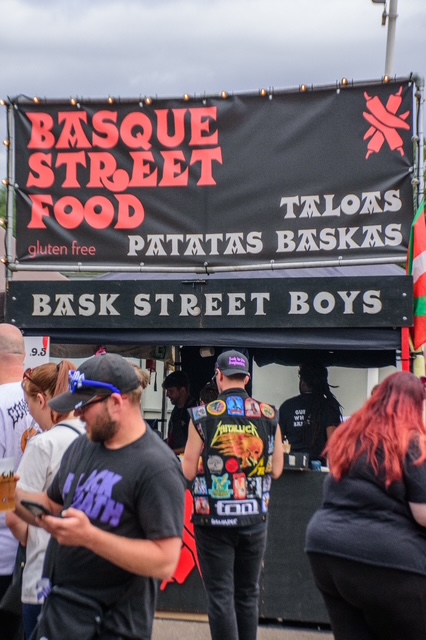 BASQUE
STREET
FOOD
gluten free
TALOAS
PATATAS BASKAS
BASK STREET BOYS
METALLICA
TOOL